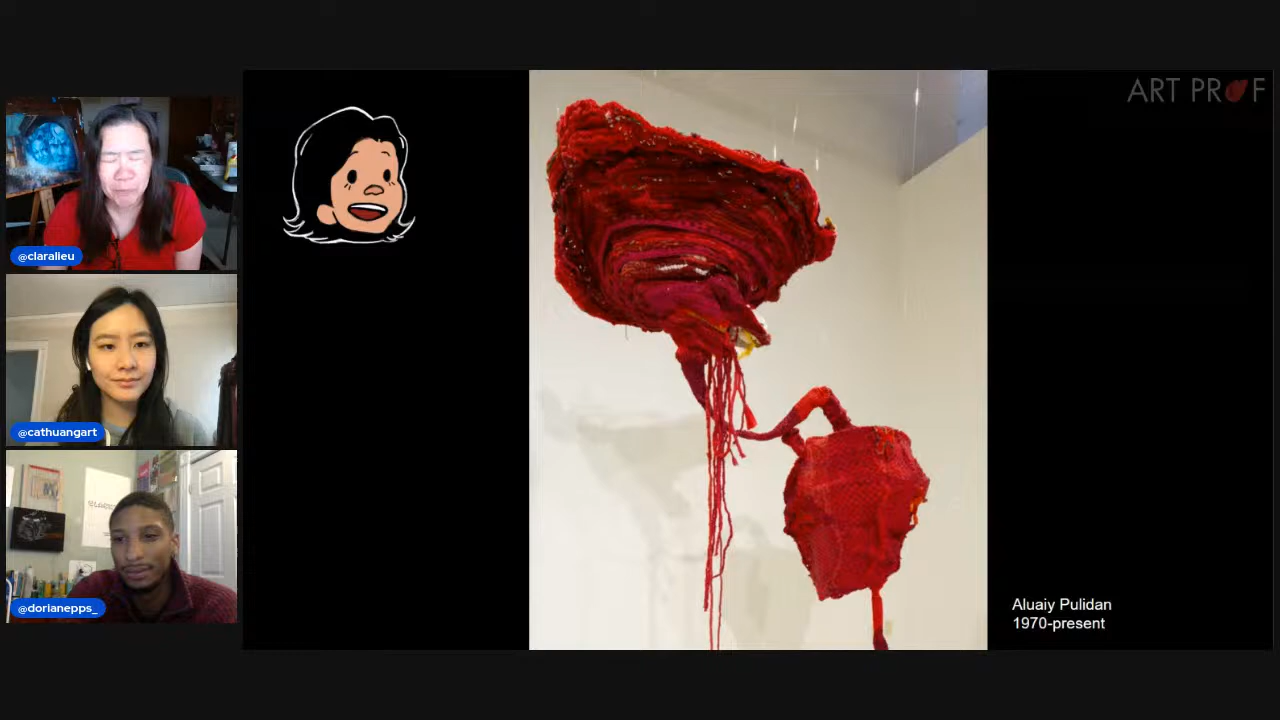 ART PROF
@claralieu
@cathuangart
@dorianepps_
Aluaiy Pulidan
1970-present